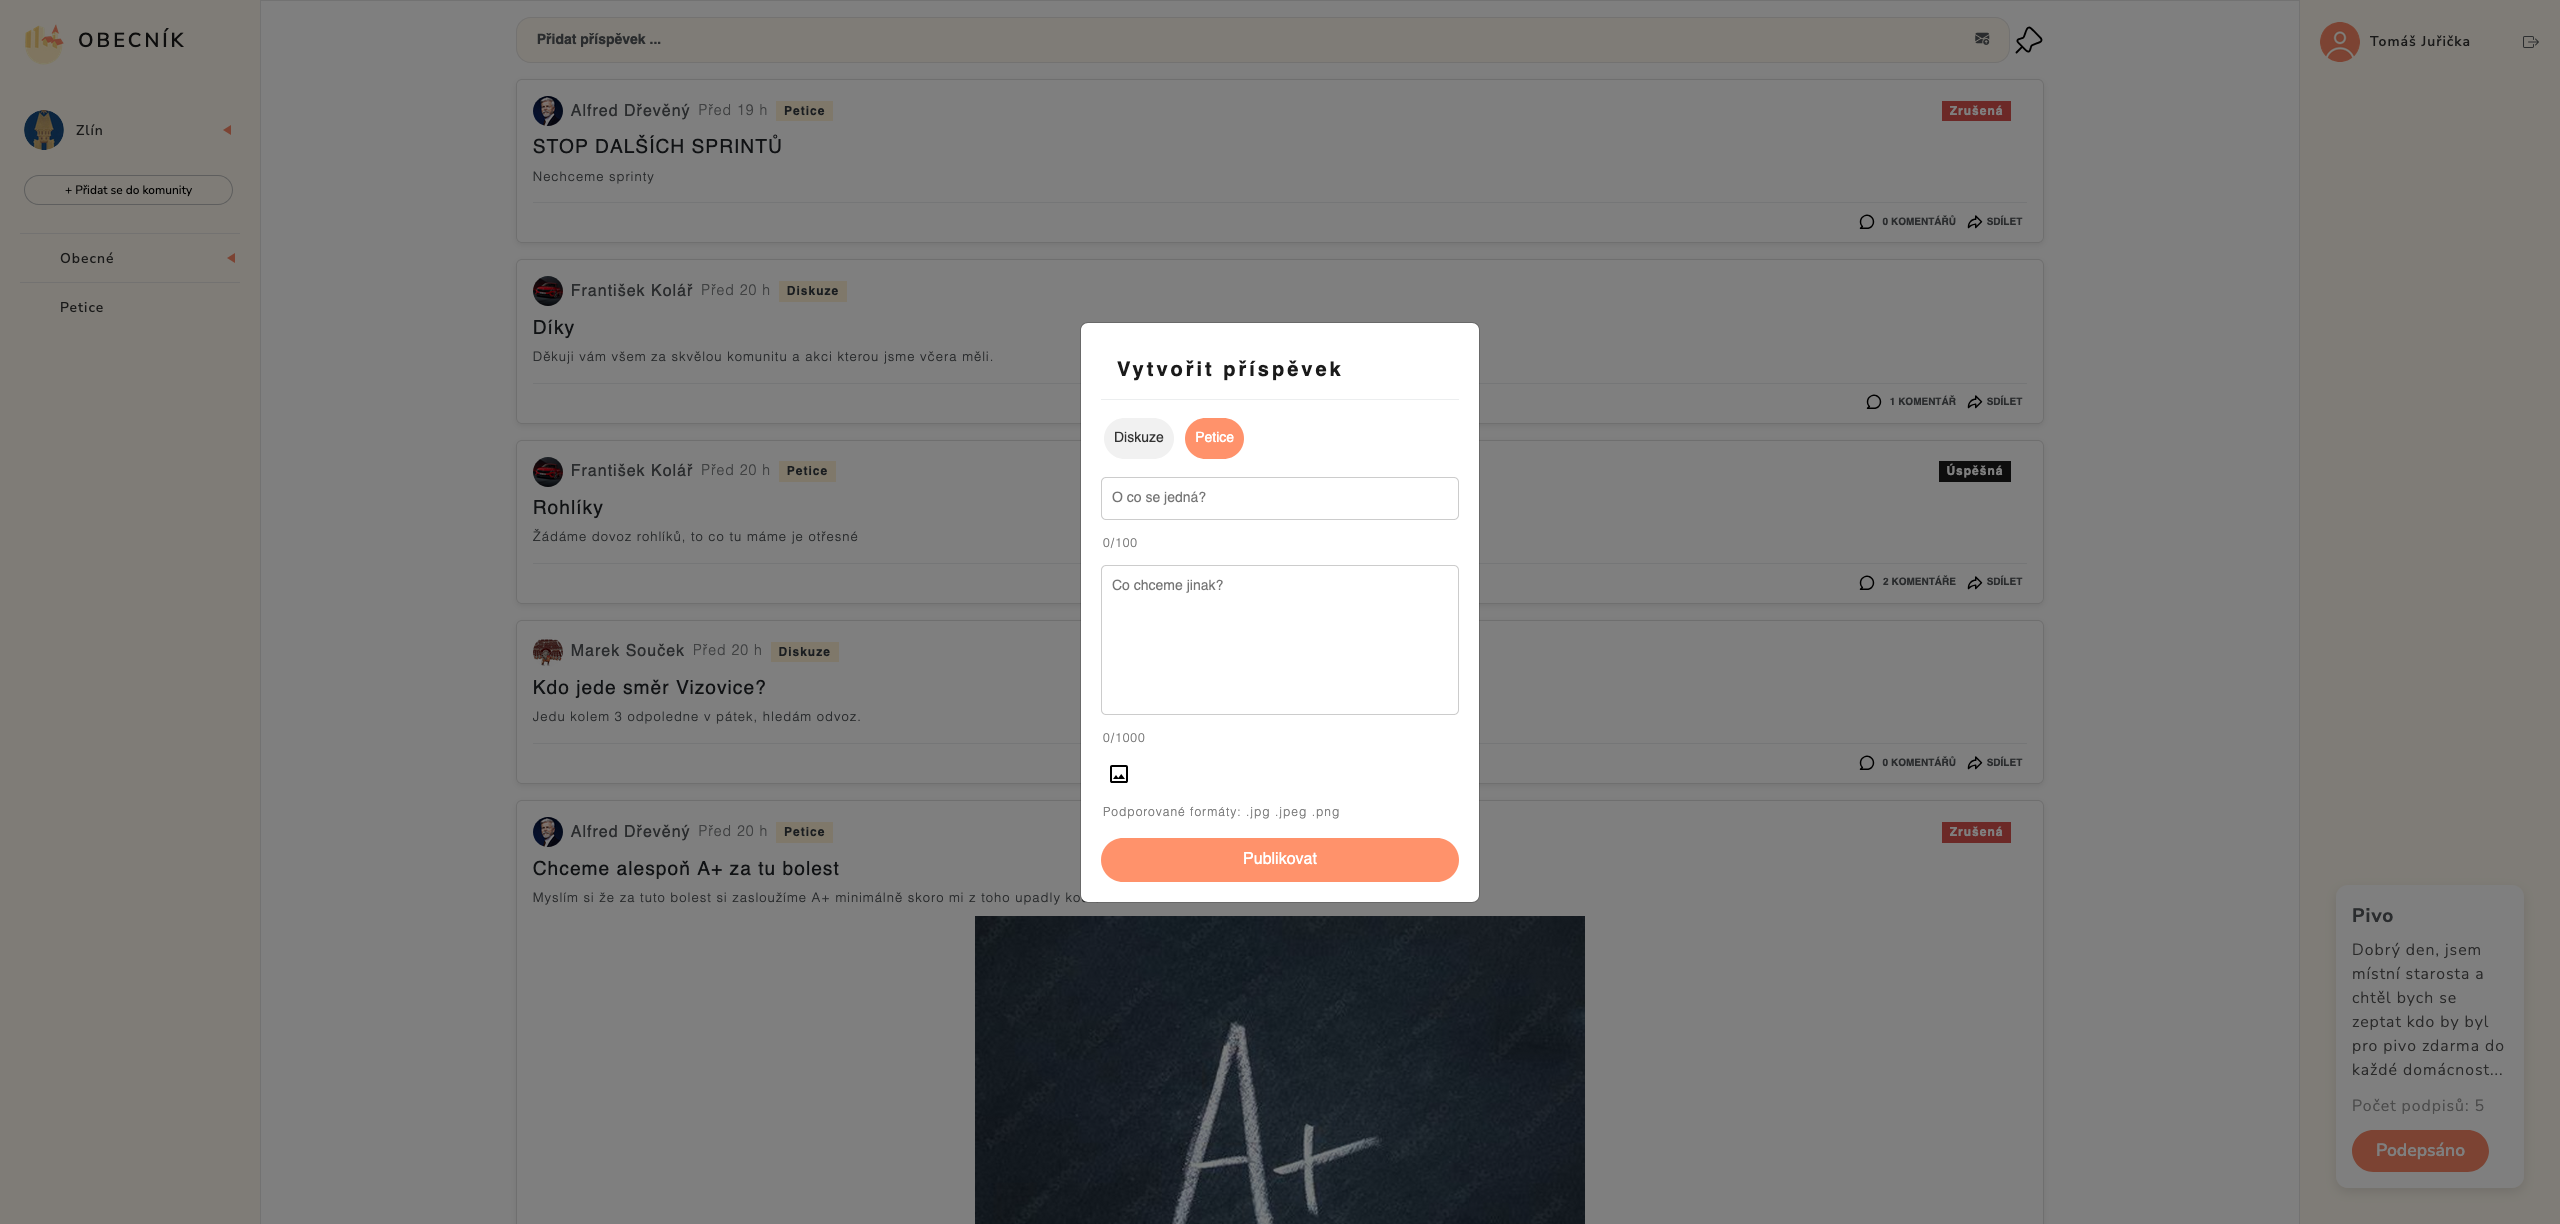 OBECNÍK
Zlín
+ Přidat se do komunity
Obecné
Petice
Přidat příspěvek ...
Alfred Dřevěný Před 19 h Petice
Zrušená
STOP DALŠÍCH SPRINTŮ
Nechceme sprinty
0 KOMENTÁŘŮ SDÍLET
František Kolář Před 20 h Diskuze
Díky
Děkuji vám všem za skvělou komunitu a akci kterou jsme včera měli.
1 KOMENTÁŘ SDÍLET
František Kolář Před 20 h Petice
Úspěšná
Rohlíky
Žádáme dovoz rohlíků, to co tu máme je otřesné
2 KOMENTÁŘE SDÍLET
Marek Souček Před 20 h Diskuze
Kdo jede směr Vizovice?
Jedu kolem 3 odpoledne v pátek, hledám odvoz.
0 KOMENTÁŘŮ SDÍLET
Alfred Dřevěný Před 20 h Petice
Zrušená
Chceme alespoň A+ za tu bolest
Myslím si že za tuto bolest si zasloužíme A+ minimálně skoro mi z toho upadly
A+
Vytvořit příspěvek
Diskuze Petice
O co se jedná?
0/100
Co chceme jinak?
0/1000
Podporované formáty: .jpg .jpeg .png
Publikovat
Tomáš Juřička
Pivo
Dobrý den, jsem
místní starosta a
chtěl bych se
zeptat kdo by byl
pro pivo zdarma do
každé domácnost...
Počet podpisů: 5
Podepsáno